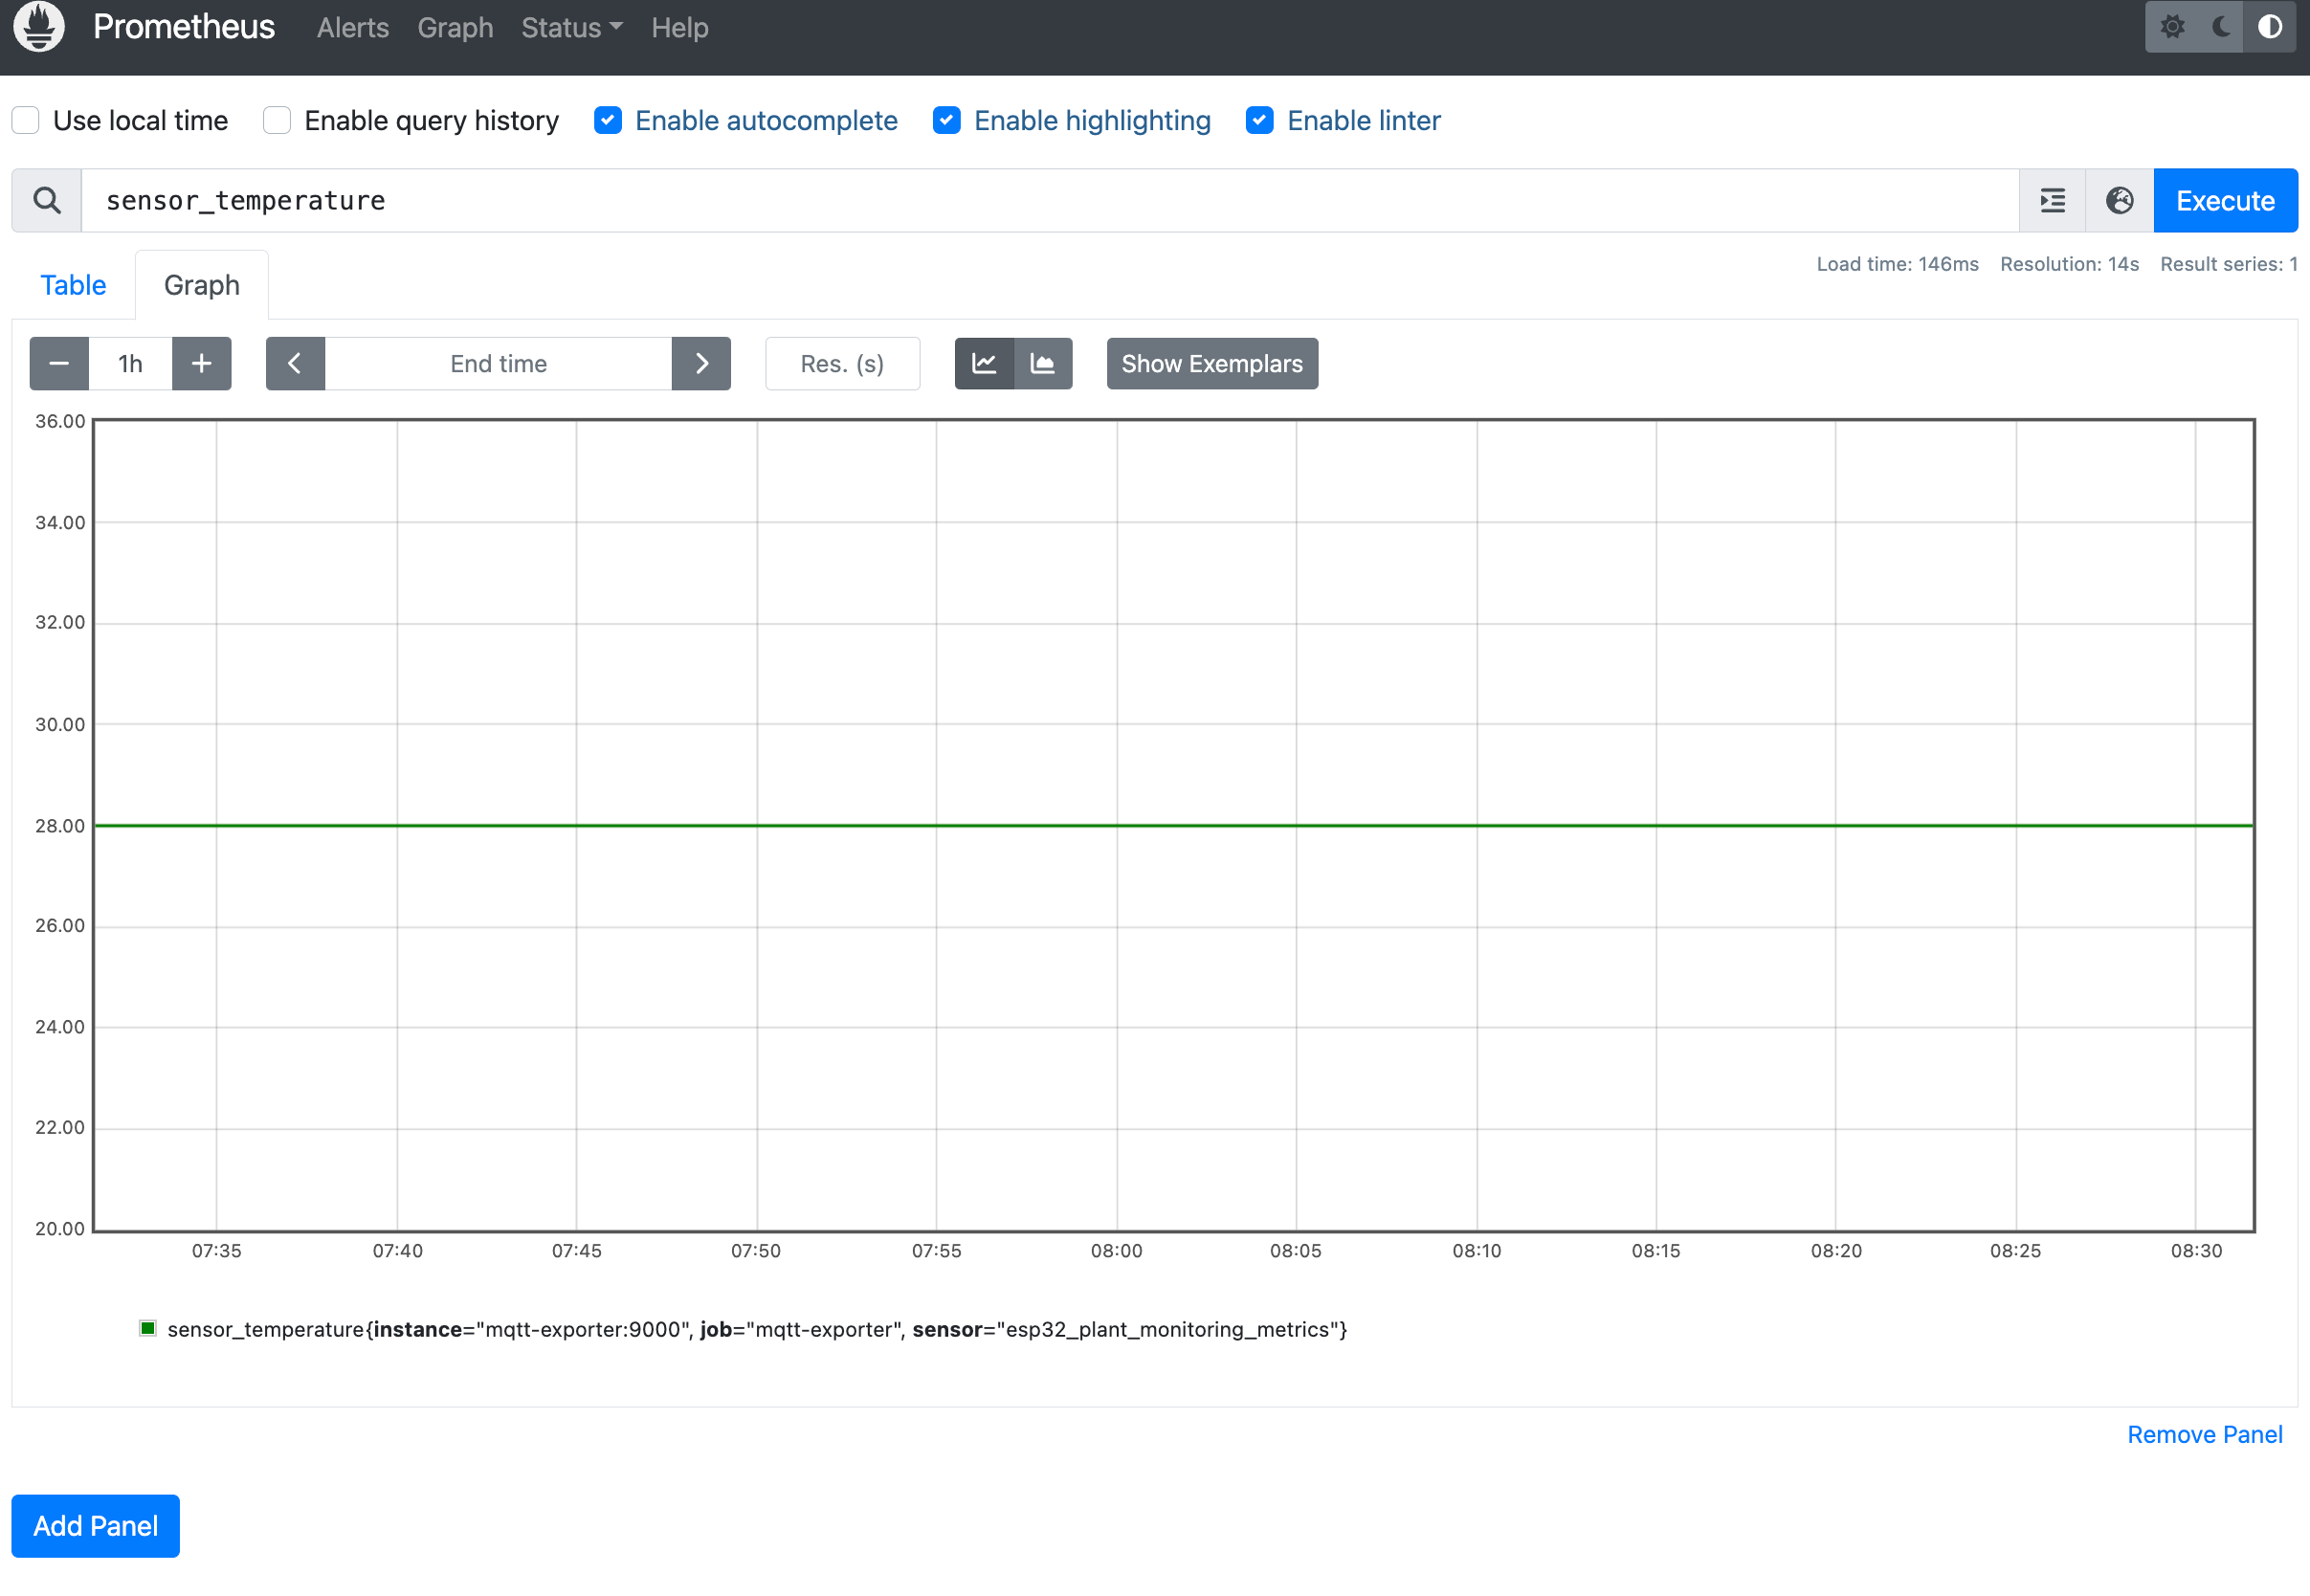 Prometheus Alerts Graph Status Help
Use local time Enable query history Enable autocomplete Enable highlighting Enable linter
sensor_temperature Execute
Table Graph Load time: 146ms Resolution: 14s Result series: 1
1h End time Res. (s) Show Exemplars
36.00
34.00
32.00
30.00
28.00
26.00
24.00
22.00
20.00
07:35 07:40 07:45 07:50 07:55 08:00 08:05 08:10 08:15 08:20 08:25 08:30
sensor_temperature{instance="mqtt-exporter:9000", job="mqtt-exporter", sensor="esp32_plant_monitoring_metrics"}
Remove Panel
Add Panel